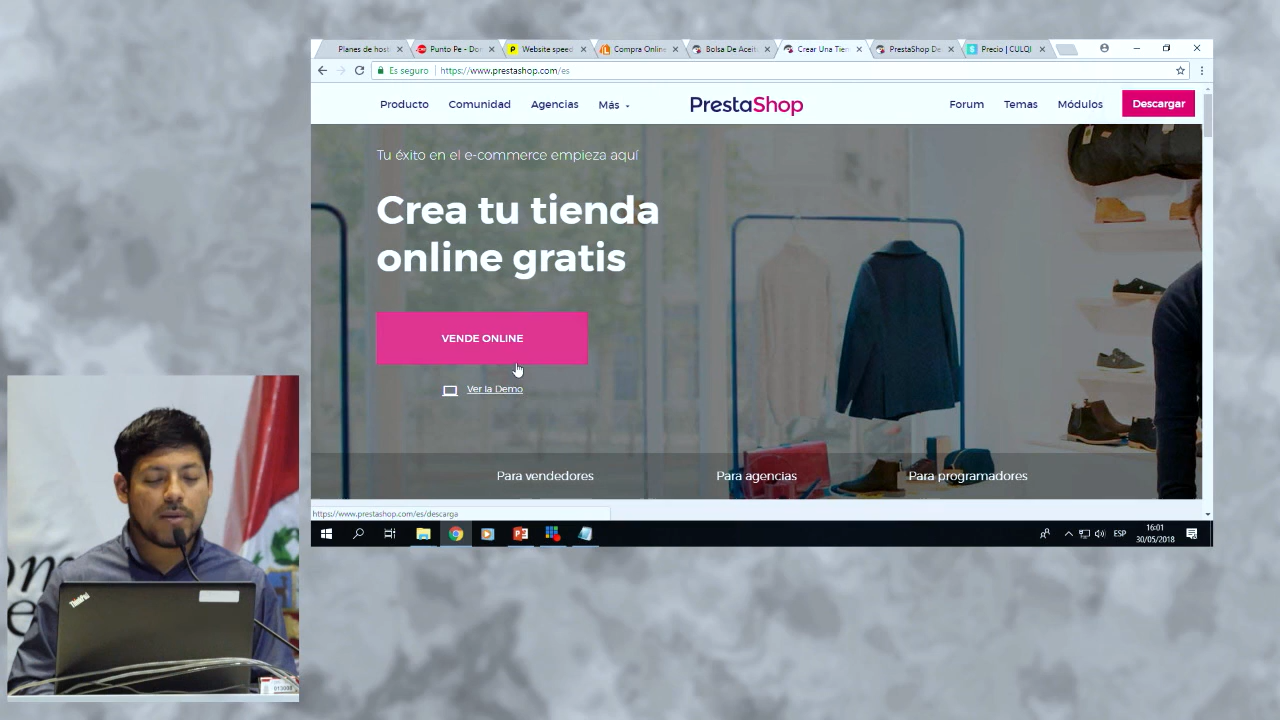 Planes de host
Punto Pe - Dor
Website speed
Compra Online
Bolsa De Aceit
Crear Una Tien
PrestaShop De
Precio | CULQI
Es seguro
https://www.prestashop.com/es
Producto
Comunidad
Agencias
Más
PrestaShop
Forum
Temas
Módulos
Descargar
Tu éxito en el e-commerce empieza aquí
Crea tu tienda
online gratis
VENDE ONLINE
Ver la Demo
Para vendedores
Para agencias
Para programadores
https://www.prestashop.com/es/descarga
ESP
16:01
30/05/2018
ThinkPad